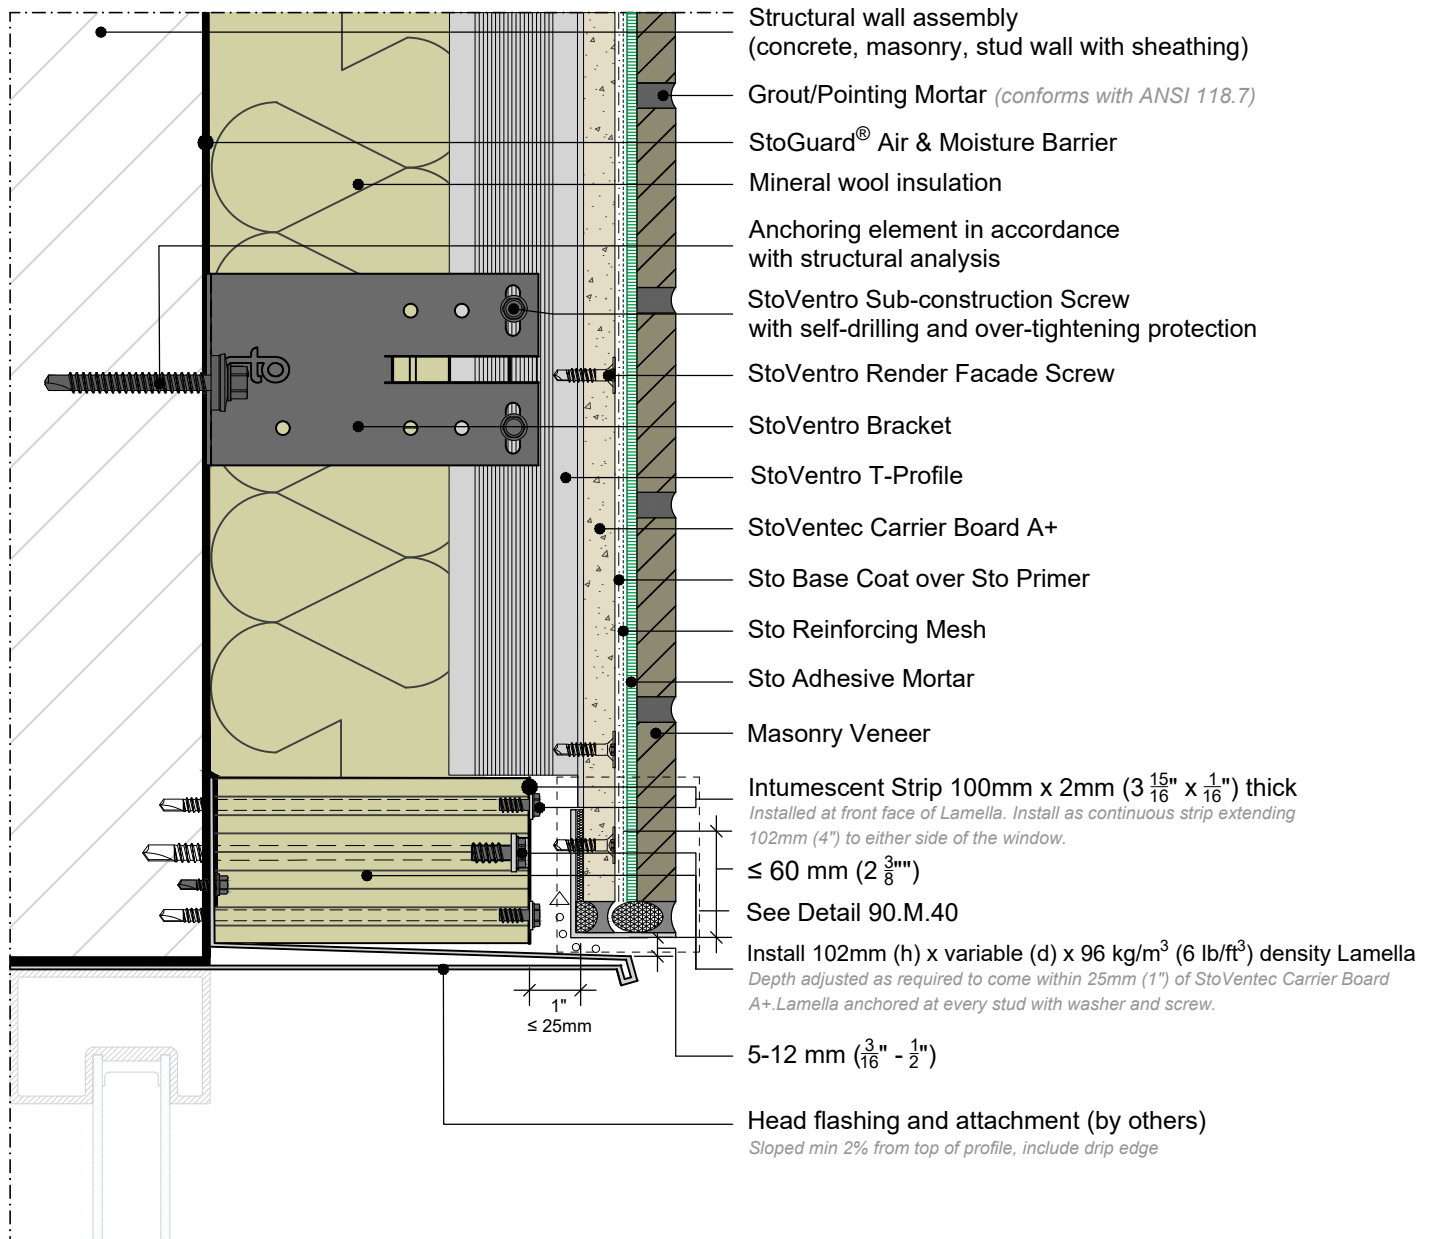 Structural wall assembly
(concrete, masonry, stud wall with sheathing)
Grout/Pointing Mortar (conforms with ANSI 118.7)
StoGuard® Air & Moisture Barrier
Mineral wool insulation
Anchoring element in accordance
with structural analysis
StoVentro Sub-construction Screw
with self-drilling and over-tightening protection
StoVentro Render Facade Screw
StoVentro Bracket
StoVentro T-Profile
StoVentec Carrier Board A+
Sto Base Coat over Sto Primer
Sto Reinforcing Mesh
Sto Adhesive Mortar
Masonry Veneer
Intumescent Strip 100mm x 2mm (3 15/16" x 1/16") thick
Installed at front face of Lamella. Install as continuous strip extending
102mm (4") to either side of the window.
≤ 60 mm (2 3/8"")
See Detail 90.M.40
Install 102mm (h) x variable (d) x 96 kg/m³ (6 lb/ft³) density Lamella
Depth adjusted as required to come within 25mm (1") of StoVentec Carrier Board
A+.Lamella anchored at every stud with washer and screw.
5-12 mm (3/16" - 1/2")
Head flashing and attachment (by others)
Sloped min 2% from top of profile, include drip edge
sto
1"
≤ 25mm